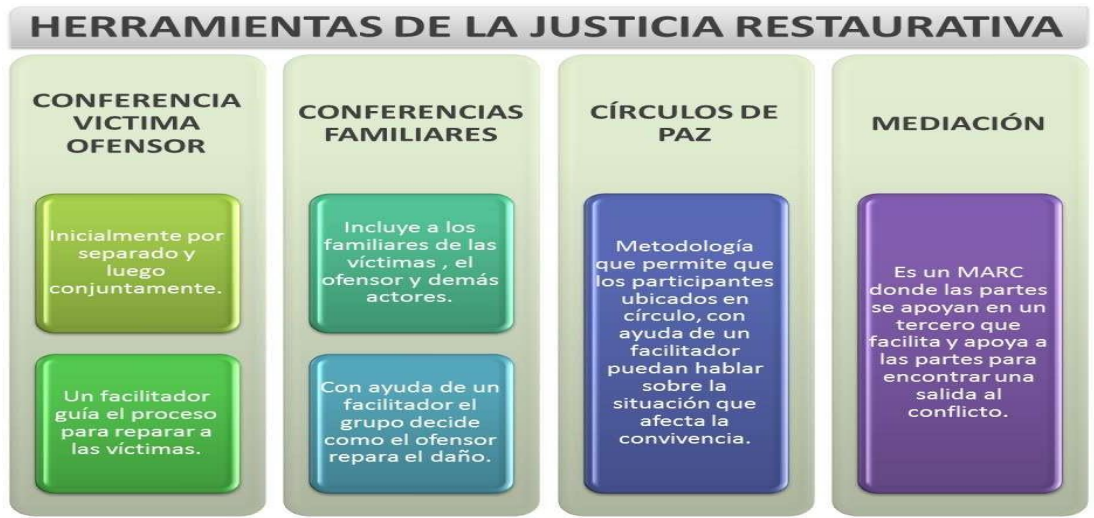 HERRAMIENTAS DE LA JUSTICIA RESTAURATIVA
CONFERENCIA
VICTIMA
OFENSOR
Inicialmente por
separado y
luego
conjuntamente.
Un facilitador
guía el proceso
para reparar a
las víctimas.
CONFERENCIAS
FAMILIARES
Incluye a los
familiares de las
víctimas , el
ofensor y demás
actores.
Con ayuda de un
facilitador el
grupo decide
como el ofensor
repara el daño.
CÍRCULOS DE
PAZ
Metodología
que permite que
los participantes
ubicados en
círculo, con
ayuda de un
facilitador
puedan hablar
sobre la
situación que
afecta la
convivencia.
MEDIACIÓN
Es un MARC
donde las partes
se apoyan en un
tercero que
facilita y apoya a
las partes para
encontrar una
salida al
conflicto.